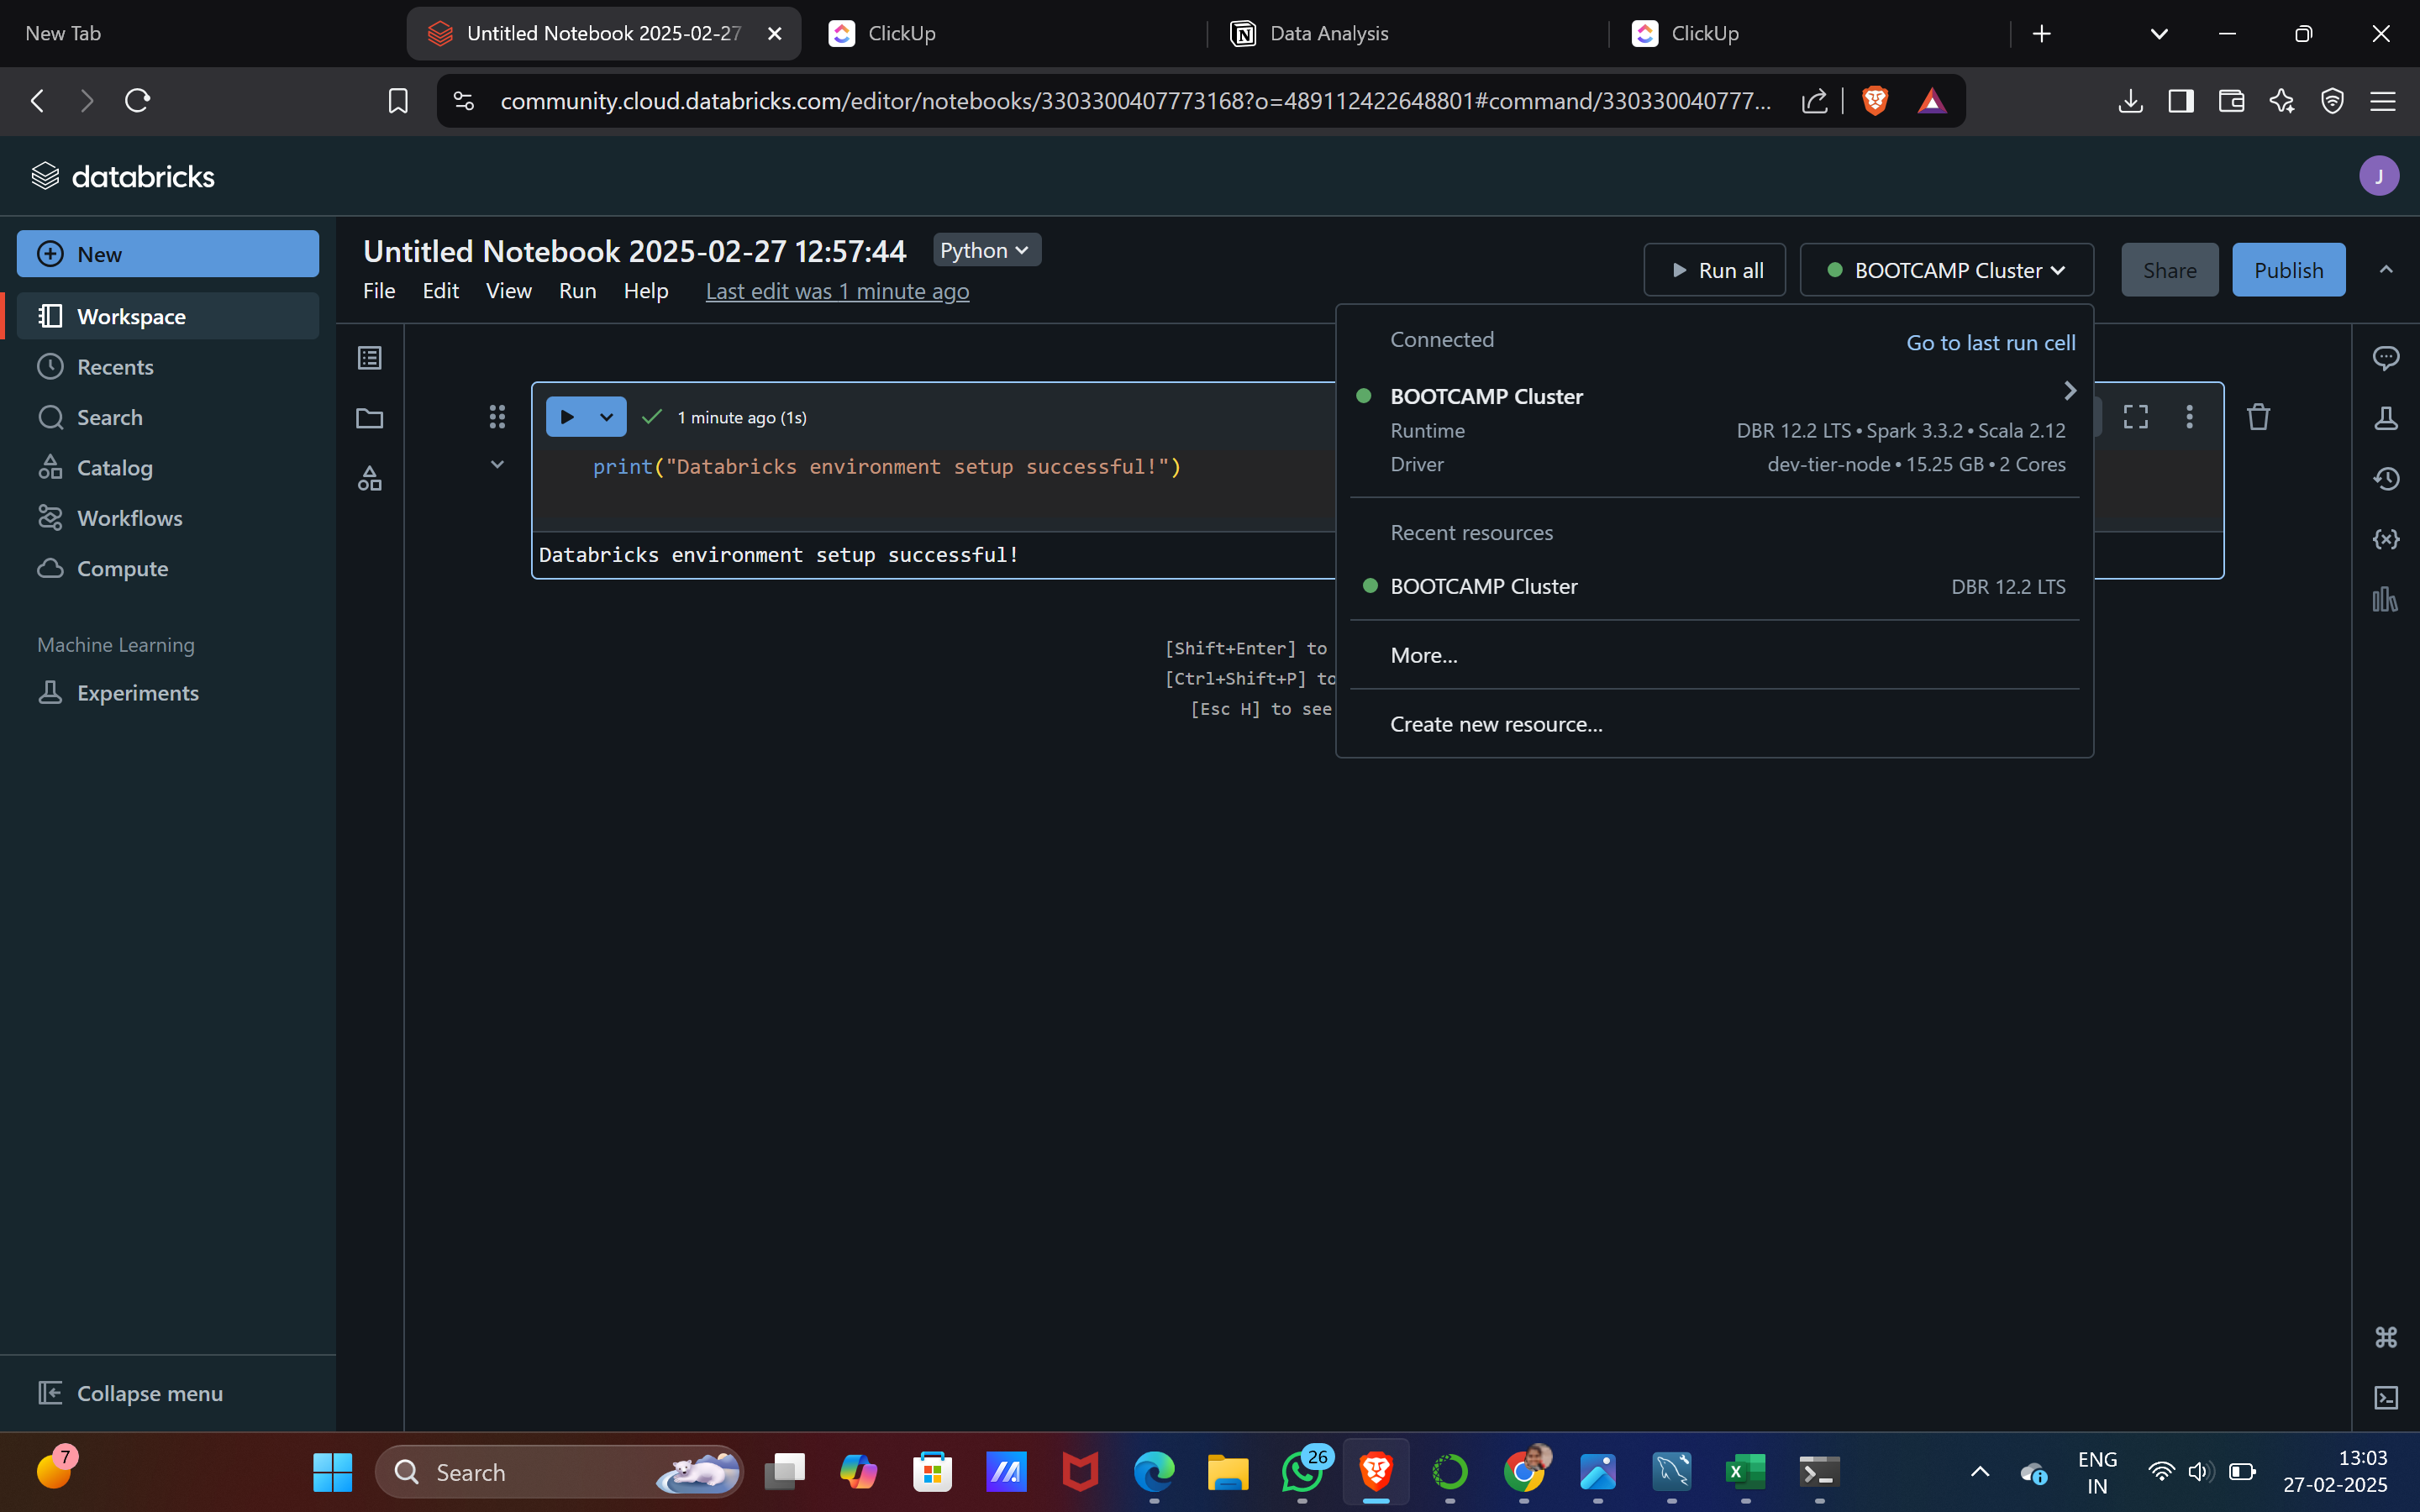 New Tab
Untitled Notebook 2025-02-27
ClickUp
Data Analysis
ClickUp
community.cloud.databricks.com/editor/notebooks/3303300407773168?o=489112422648801#command/330330040777...
databricks
J
New
Workspace
Recents
Search
Catalog
Workflows
Compute
Machine Learning
Experiments
Collapse menu
Untitled Notebook 2025-02-27 12:57:44
Python
File Edit View Run Help Last edit was 1 minute ago
Run all
BOOTCAMP Cluster
Share
Publish
1 minute ago (1s)
print("Databricks environment setup successful!")
Databricks environment setup successful!
[Shift+Enter] to
[Ctrl+Shift+P] to
[Esc H] to see
Connected
Go to last run cell
BOOTCAMP Cluster
Runtime DBR 12.2 LTS • Spark 3.3.2 • Scala 2.12
Driver dev-tier-node • 15.25 GB • 2 Cores
Recent resources
BOOTCAMP Cluster DBR 12.2 LTS
More...
Create new resource...
7
Search
26
ENG
IN
13:03
27-02-2025